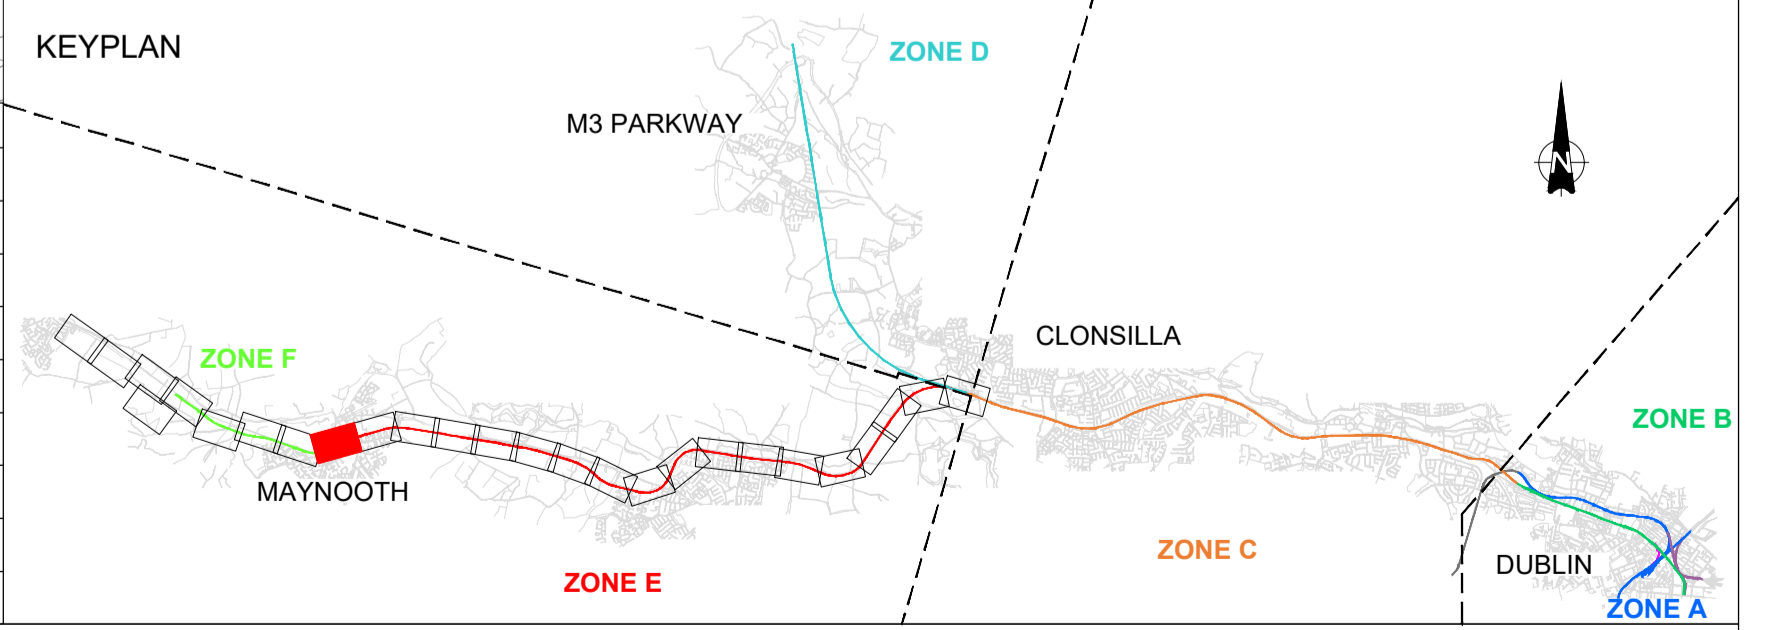 KEYPLAN
ZONE D
M3 PARKWAY
N
CLONSILLA
ZONE F
ZONE B
MAYNOOTH
ZONE C
DUBLIN
ZONE E
ZONE A